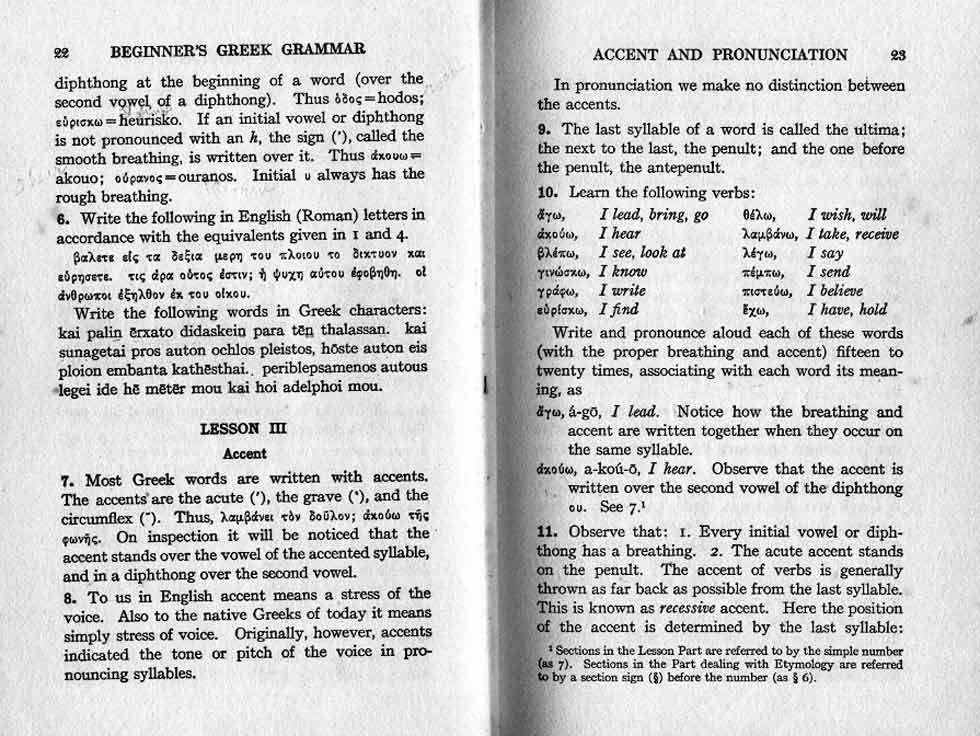 22 BEGINNER'S GREEK GRAMMAR
diphthong at the beginning of a word (over the
second vowel of a diphthong). Thus ὁδος=hodos;
εὑρισκω=heurisko. If an initial vowel or diphthong
is not pronounced with an h, the sign (’), called the
smooth breathing, is written over it. Thus ἀκουω=
akouo; οὐρανος=ouranos. Initial υ always has the
rough breathing.
6. Write the following in English (Roman) letters in
accordance with the equivalents given in 1 and 4.
βαλετε εἰς τα δεξια μερη του πλοιου το δικτυον και
εὑρησετε. τις ἀρα οὑτος ἐστιν; ἡ ψυχη αὐτου ἐφοβηθη. οἱ
ἀνθρωποι ἐξηλθον ἐκ του οἰκου.
Write the following words in Greek characters:
kai palin ērxato didaskein para tēn thalassan. kai
sunagetai pros auton ochlos pleistos, hōste auton eis
ploion embanta kathēsthai. periblepsamenos autous
legei ide hē mētēr mou kai hoi adelphoi mou.
LESSON III
Accent
7. Most Greek words are written with accents.
The accents are the acute (´), the grave (`), and the
circumflex (῀). Thus, λαμβάνει τὸν δοῦλον; ἀκούω τῆς
φωνῆς. On inspection it will be noticed that the
accent stands over the vowel of the accented syllable,
and in a diphthong over the second vowel.
8. To us in English accent means a stress of the
voice. Also to the native Greeks of today it means
simply stress of voice. Originally, however, accents
indicated the tone or pitch of the voice in pro-
nouncing syllables.
ACCENT AND PRONUNCIATION 23
In pronunciation we make no distinction between
the accents.
9. The last syllable of a word is called the ultima;
the next to the last, the penult; and the one before
the penult, the antepenult.
10. Learn the following verbs:
ἄγω, I lead, bring, go θέλω, I wish, will
ἀκούω, I hear λαμβάνω, I take, receive
βλέπω, I see, look at λέγω, I say
γινώσκω, I know πέμπω, I send
γράφω, I write πιστεύω, I believe
εὑρίσκω, I find ἔχω, I have, hold
Write and pronounce aloud each of these words
(with the proper breathing and accent) fifteen to
twenty times, associating with each word its mean-
ing, as
ἄγω, á-gō, I lead. Notice how the breathing and
accent are written together when they occur on
the same syllable.
ἀκούω, a-koú-ō, I hear. Observe that the accent is
written over the second vowel of the diphthong
ου. See 7.¹
11. Observe that: 1. Every initial vowel or diph-
thong has a breathing. 2. The acute accent stands
on the penult. The accent of verbs is generally
thrown as far back as possible from the last syllable.
This is known as recessive accent. Here the position
of the accent is determined by the last syllable:
¹ Sections in the Lesson Part are referred to by the simple number
(as 7). Sections in the Part dealing with Etymology are referred
to by a section sign (§) before the number (as § 6).